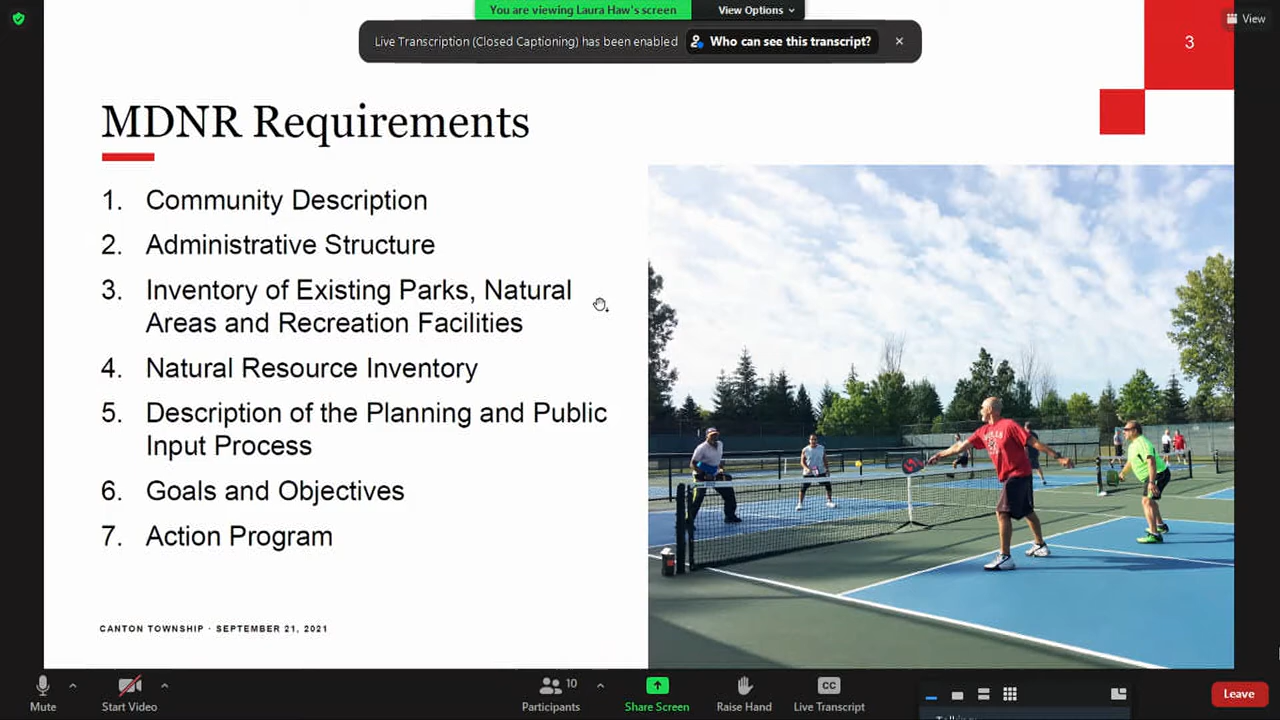 You are viewing Laura Haw's screen
View Options
View
Live Transcription (Closed Captioning) has been enabled
Who can see this transcript?
3
MDNR Requirements
1. Community Description
2. Administrative Structure
3. Inventory of Existing Parks, Natural
Areas and Recreation Facilities
4. Natural Resource Inventory
5. Description of the Planning and Public
Input Process
6. Goals and Objectives
7. Action Program
CANTON TOWNSHIP · SEPTEMBER 21, 2021
10
CC
Mute
Start Video
Participants
Share Screen
Raise Hand
Live Transcript
Leave